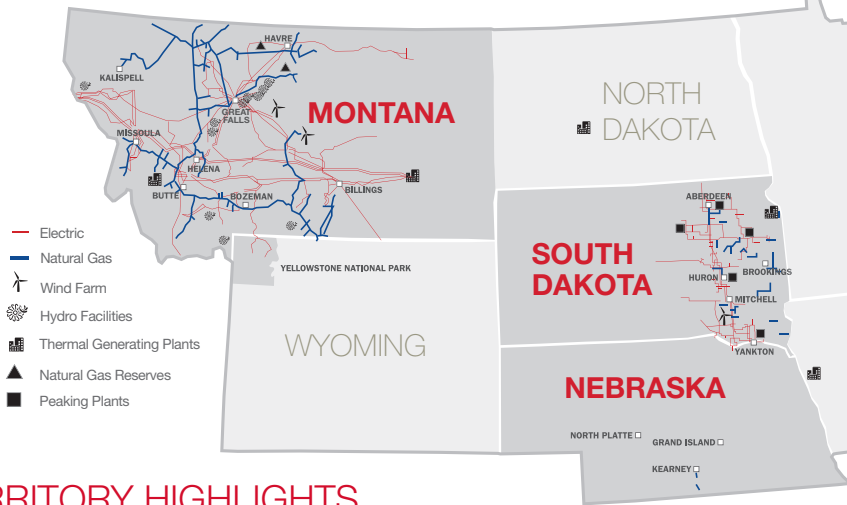 HAVRE
KALISPELL
GREAT
FALLS
MONTANA
MISSOULA
HELENA
BUTTE
BOZEMAN
BILLINGS
NORTH
DAKOTA
ABERDEEN
SOUTH
DAKOTA
HURON
BROOKINGS
MITCHELL
YANKTON
Electric
Natural Gas
Wind Farm
Hydro Facilities
Thermal Generating Plants
Natural Gas Reserves
Peaking Plants
YELLOWSTONE NATIONAL PARK
WYOMING
NEBRASKA
NORTH PLATTE
GRAND ISLAND
KEARNEY
RRITORY HIGHLIGHTS